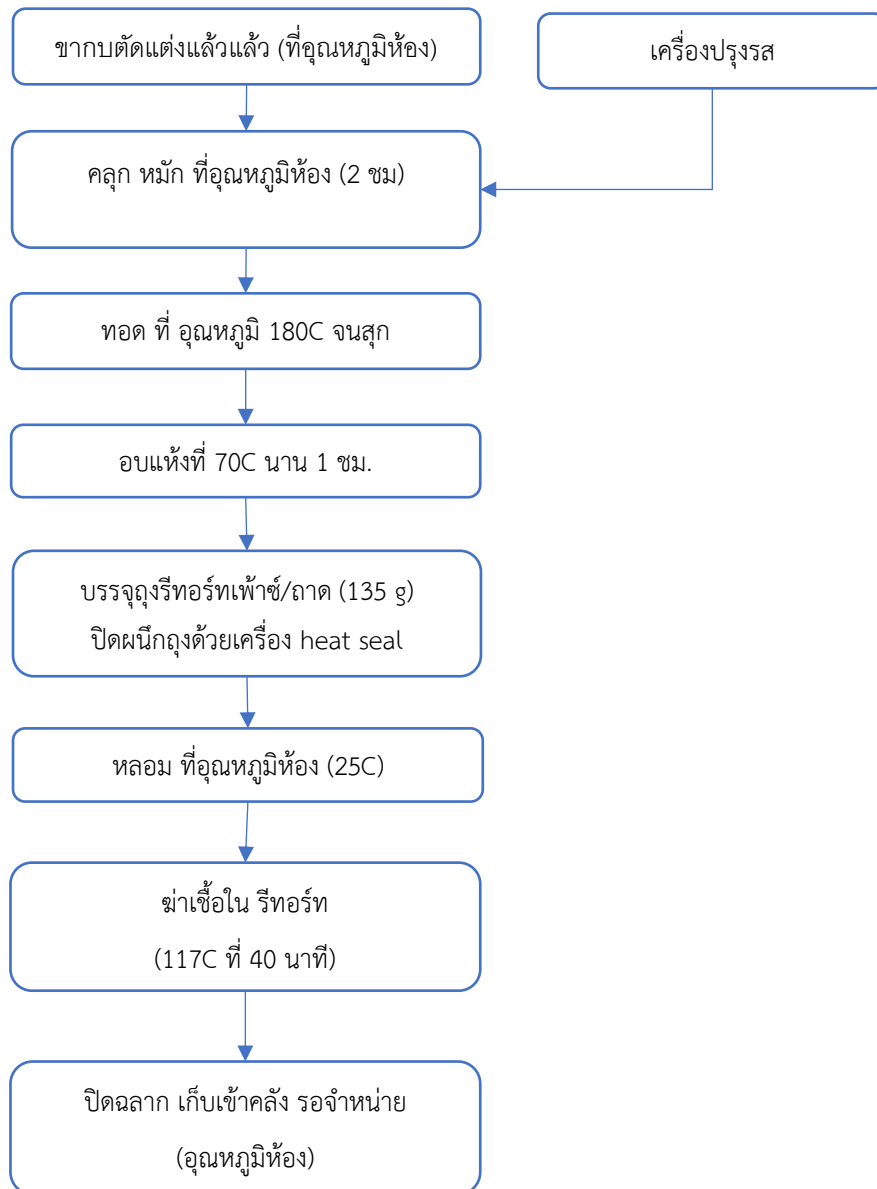 ขากบตัดแต่งแล้วแล้ว (ที่อุณหภูมิห้อง)
เครื่องปรุงรส
คลุก หมัก ที่อุณหภูมิห้อง (2 ชม)
ทอด ที่ อุณหภูมิ 180C จนสุก
อบแห้งที่ 70C นาน 1 ชม.
บรรจุถุงรีทอร์ทเพ้าซ์/ถาด (135 g)
ปิดผนึกถุงด้วยเครื่อง heat seal
หลอม ที่อุณหภูมิห้อง (25C)
ฆ่าเชื้อใน รีทอร์ท
(117C ที่ 40 นาที)
ปิดฉลาก เก็บเข้าคลัง รอจำหน่าย
(อุณหภูมิห้อง)